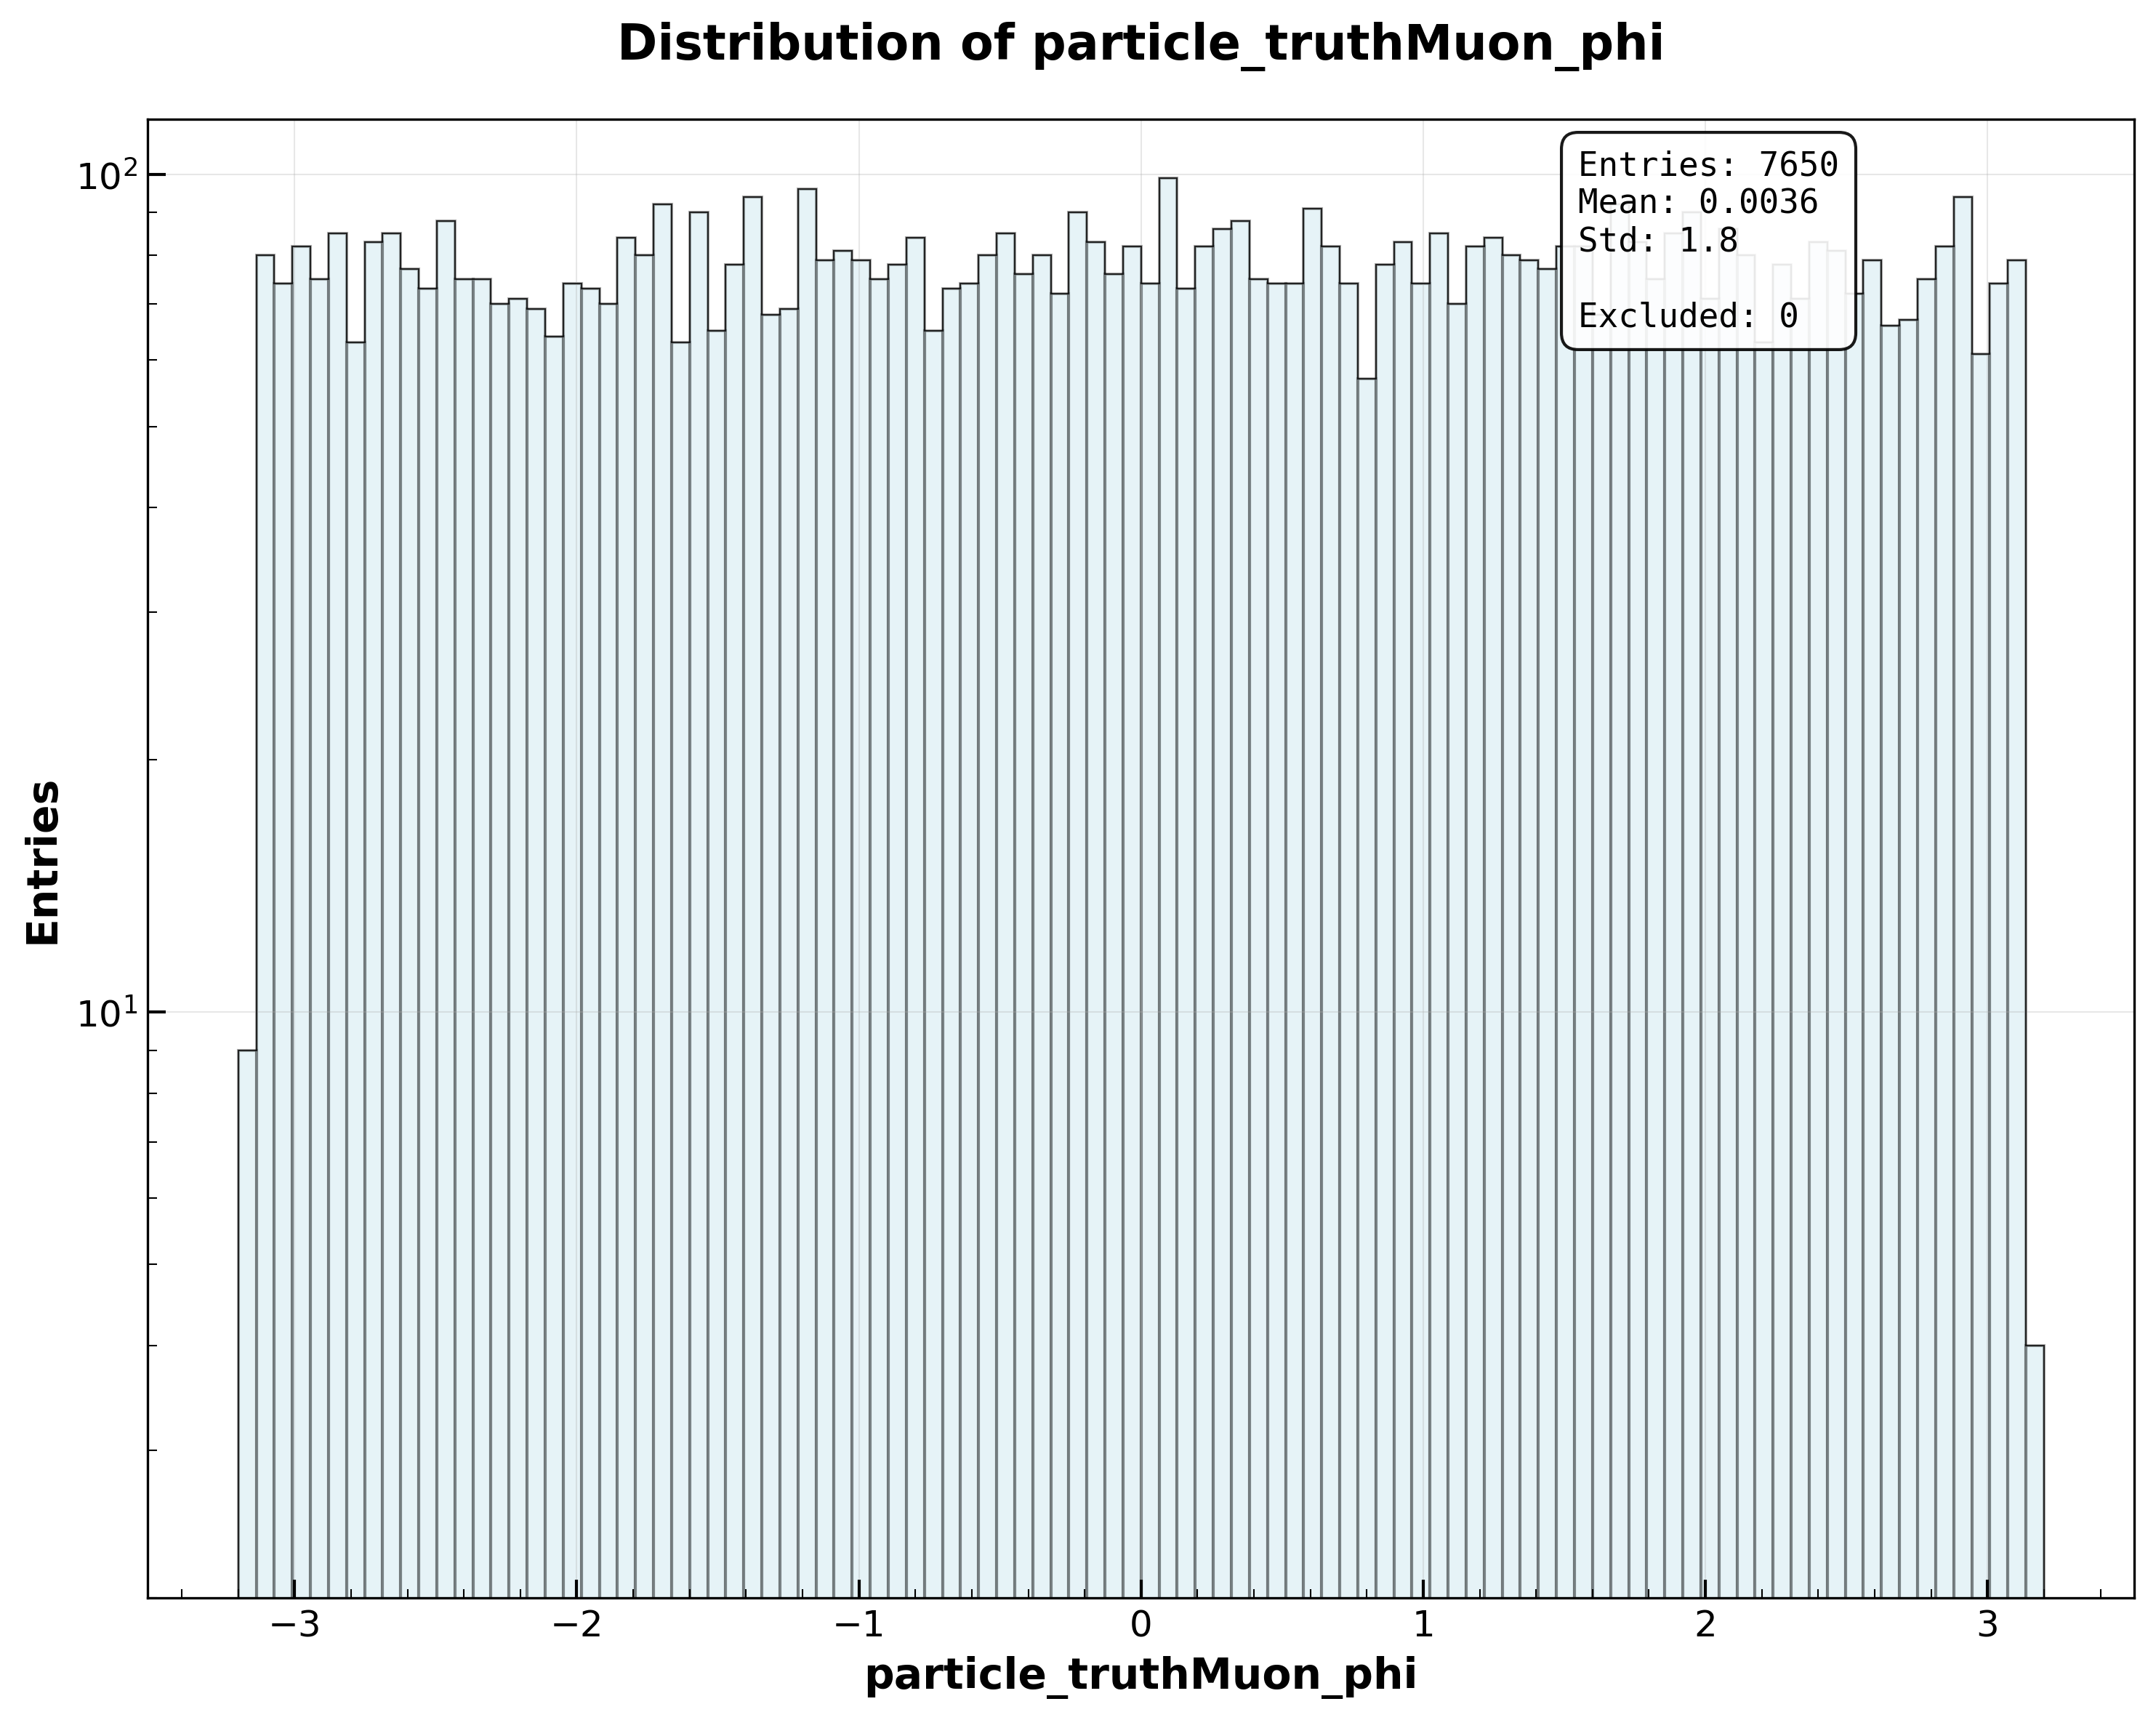 Distribution of particle_truthMuon_phi
10²
Entries: 7650
Mean: 0.0036
Std: 1.8
Excluded: 0
Entries
10¹
−3 −2 −1 0 1 2 3
particle_truthMuon_phi